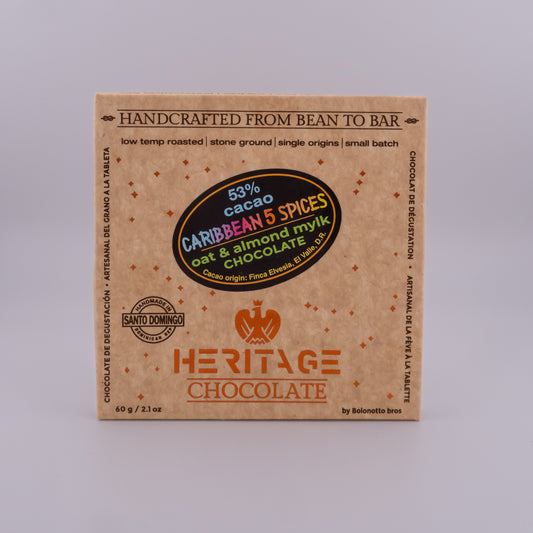 HANDCRAFTED FROM BEAN TO BAR
low temp roasted | stone ground | single origins | small batch
CHOCOLATE DE DEGUSTACIÓN • ARTESANAL DEL GRANO A LA TABLETA
CHOCOLAT DE DÉGUSTATION • ARTISANAL DE LA FÈVE À LA TABLETTE
53%
cacao
CARIBBEAN 5 SPICES
oat & almond mylk
CHOCOLATE
Cacao origin: Finca Elvesia, El Valle, D.R.
HANDMADE IN
SANTO DOMINGO
DOMINICAN REP
HERITAGE
CHOCOLATE
60 g / 2.1 oz
by Bolonotto bros